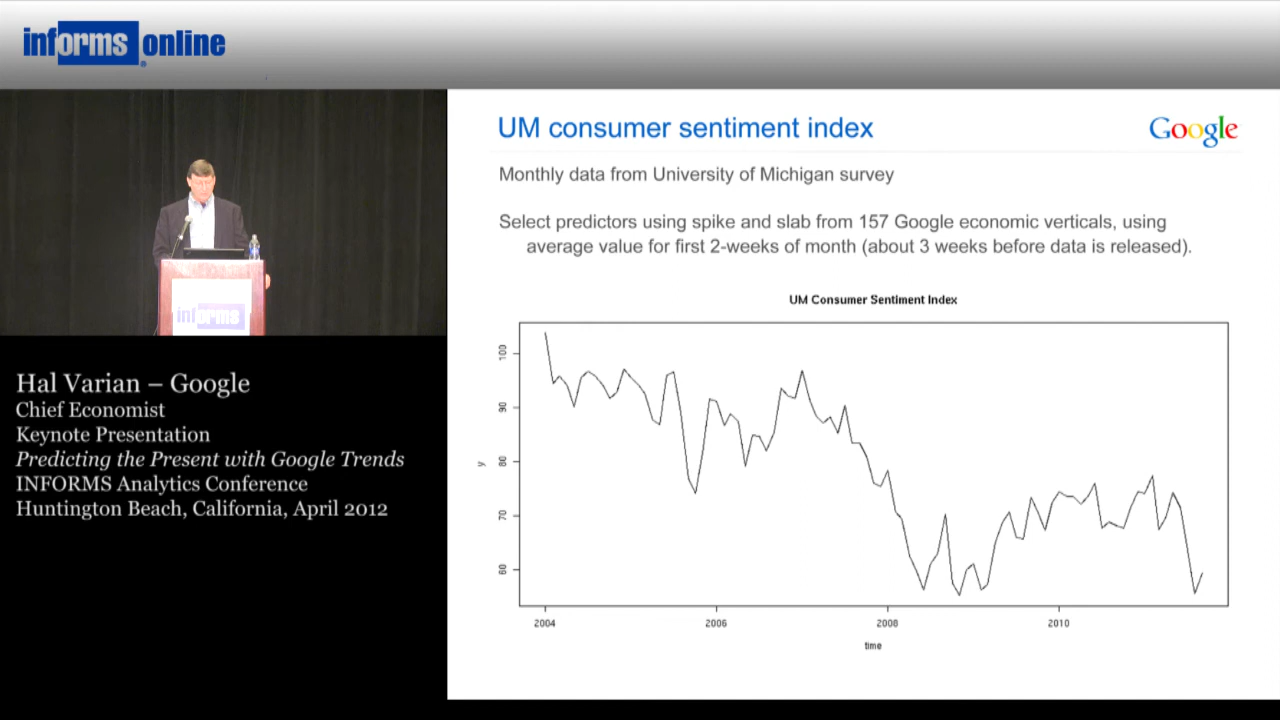 informs online
®
UM consumer sentiment index
Google
Monthly data from University of Michigan survey
Select predictors using spike and slab from 157 Google economic verticals, using
average value for first 2-weeks of month (about 3 weeks before data is released).
informs
Hal Varian – Google
Chief Economist
Keynote Presentation
Predicting the Present with Google Trends
INFORMS Analytics Conference
Huntington Beach, California, April 2012
UM Consumer Sentiment Index
100
90
80
70
60
y
2004 2006 2008 2010
time